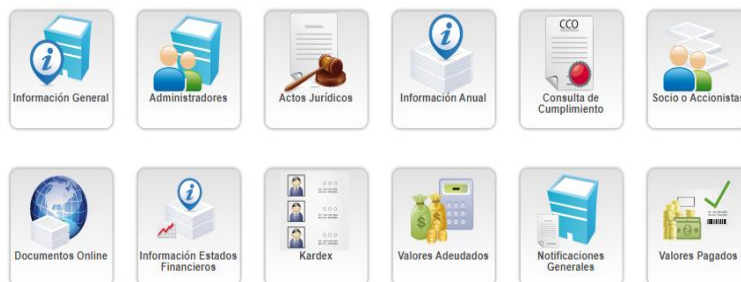 Información General
Administradores
Actos Jurídicos
Información Anual
CCO
Consulta de
Cumplimiento
Socio o Accionistas
Documentos Online
Información Estados
Financieros
Kardex
Valores Adeudados
Notificaciones
Generales
Valores Pagados